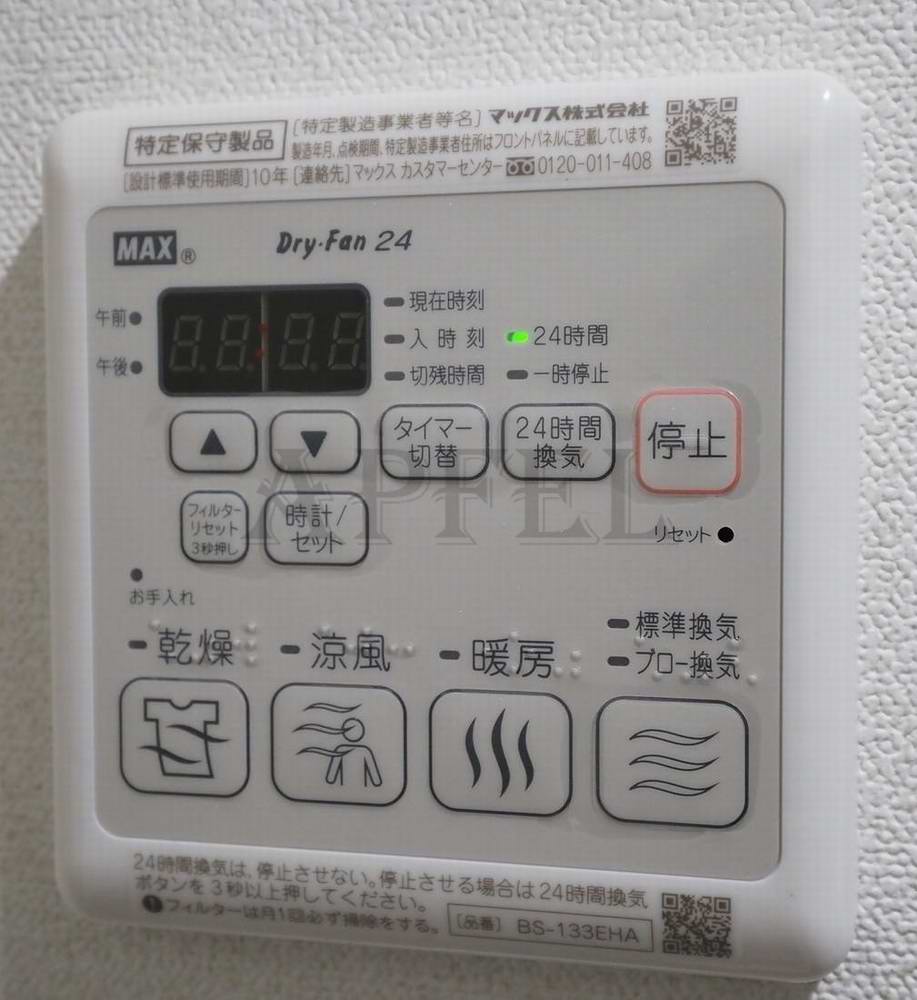 特定保守製品
[特定製造事業者等名] マックス株式会社
製造年月、点検期間、特定製造事業者住所はフロントパネルに記載しています。
[設計標準使用期間]10年 [連絡先]マックス カスタマーセンター 0120-011-408
MAX®
Dry·Fan 24
午前
午後
88:88
現在時刻
入時刻
24時間
切残時間
一時停止
▲
▼
タイマー
切替
24時間
換気
停止
フィルター
リセット
3秒押し
時計/
セット
APFEL
リセット
お手入れ
乾燥
涼風
暖房
標準換気
ブロー換気
24時間換気は、停止させない。停止させる場合は24時間換気
ボタンを3秒以上押してください。
フィルターは月1回必ず掃除をする。
[品番] BS-133EHA